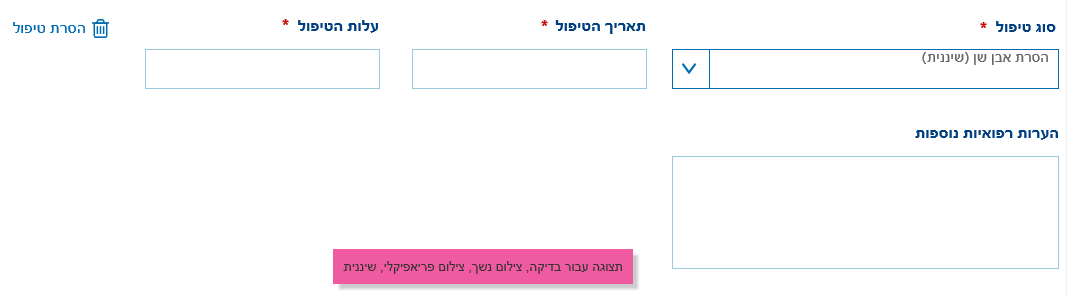 סוג טיפול *
תאריך הטיפול *
עלות הטיפול *
הסרת טיפול
הסרת אבן שן (שיננית)
הערות רפואיות נוספות
תצוגה עבור בדיקה, צילום נשך, צילום פריאפיקלי, שיננית